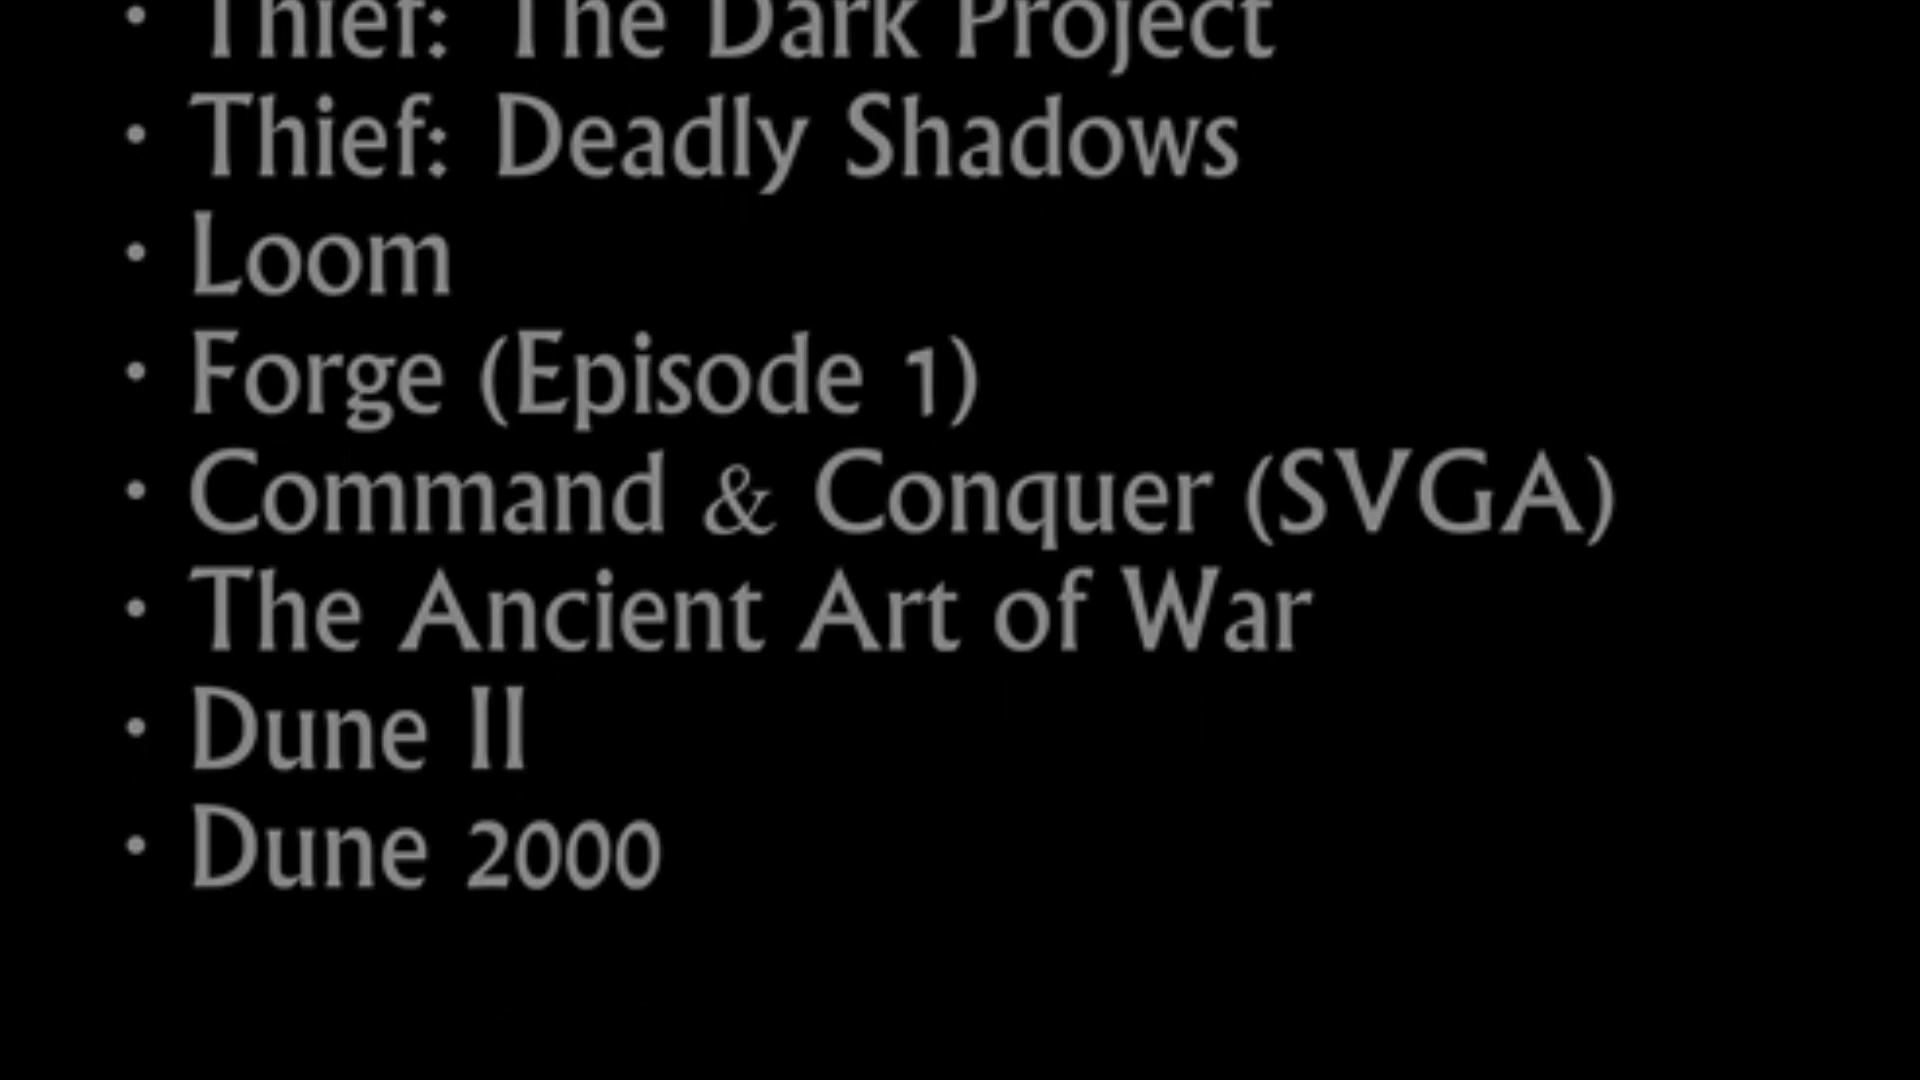 • Thief: The Dark Project
• Thief: Deadly Shadows
• Loom
• Forge (Episode 1)
• Command & Conquer (SVGA)
• The Ancient Art of War
• Dune II
• Dune 2000